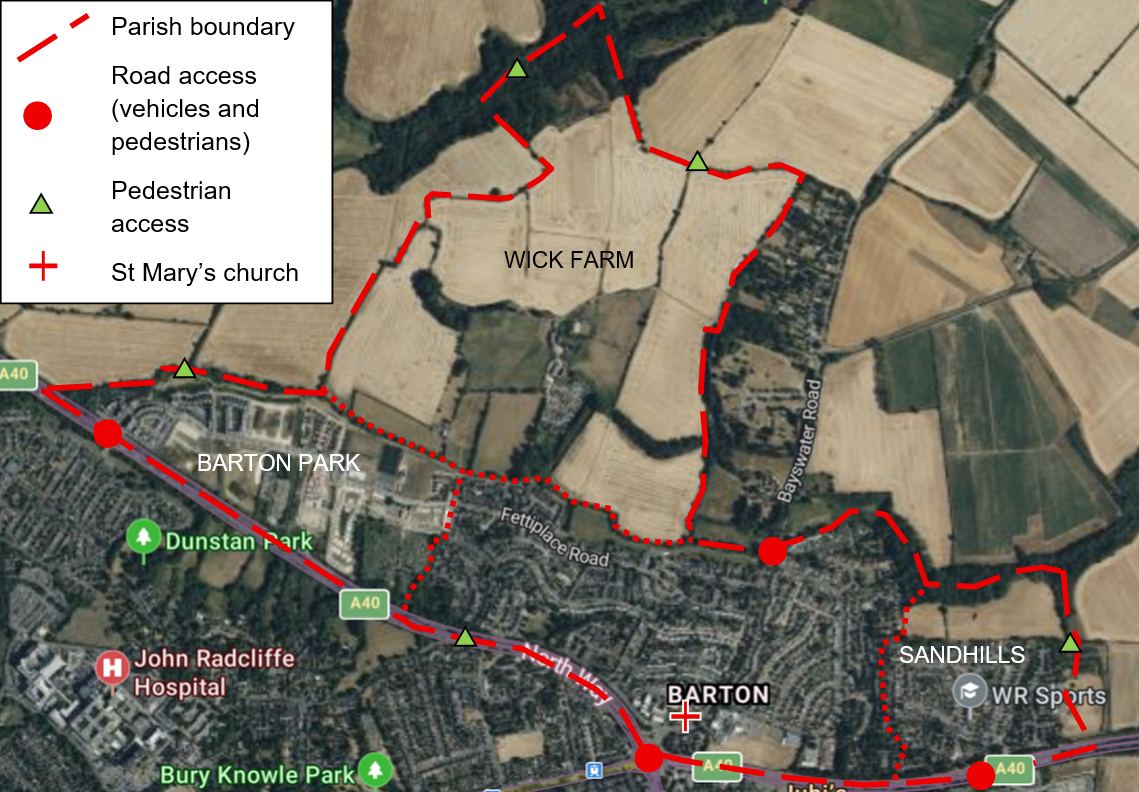 Parish boundary
Road access
(vehicles and
pedestrians)
Pedestrian
access
St Mary's church
WICK FARM
A40
BARTON PARK
Bayswater Road
Fettiplace Road
Dunstan Park
A40
John Radcliffe
Hospital
North Way
SANDHILLS
BARTON
WR Sports
A40
A40
Bury Knowle Park
Jubi's